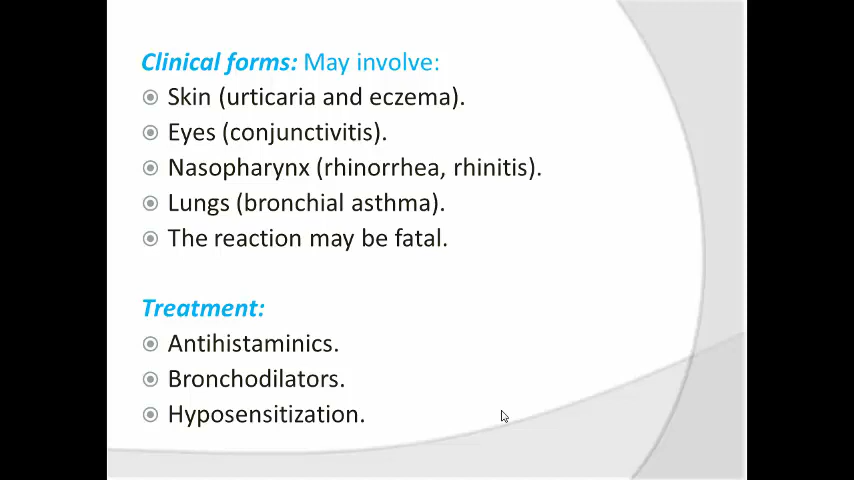 Clinical forms: May involve:
Skin (urticaria and eczema).
Eyes (conjunctivitis).
Nasopharynx (rhinorrhea, rhinitis).
Lungs (bronchial asthma).
The reaction may be fatal.
Treatment:
Antihistaminics.
Bronchodilators.
Hyposensitization.